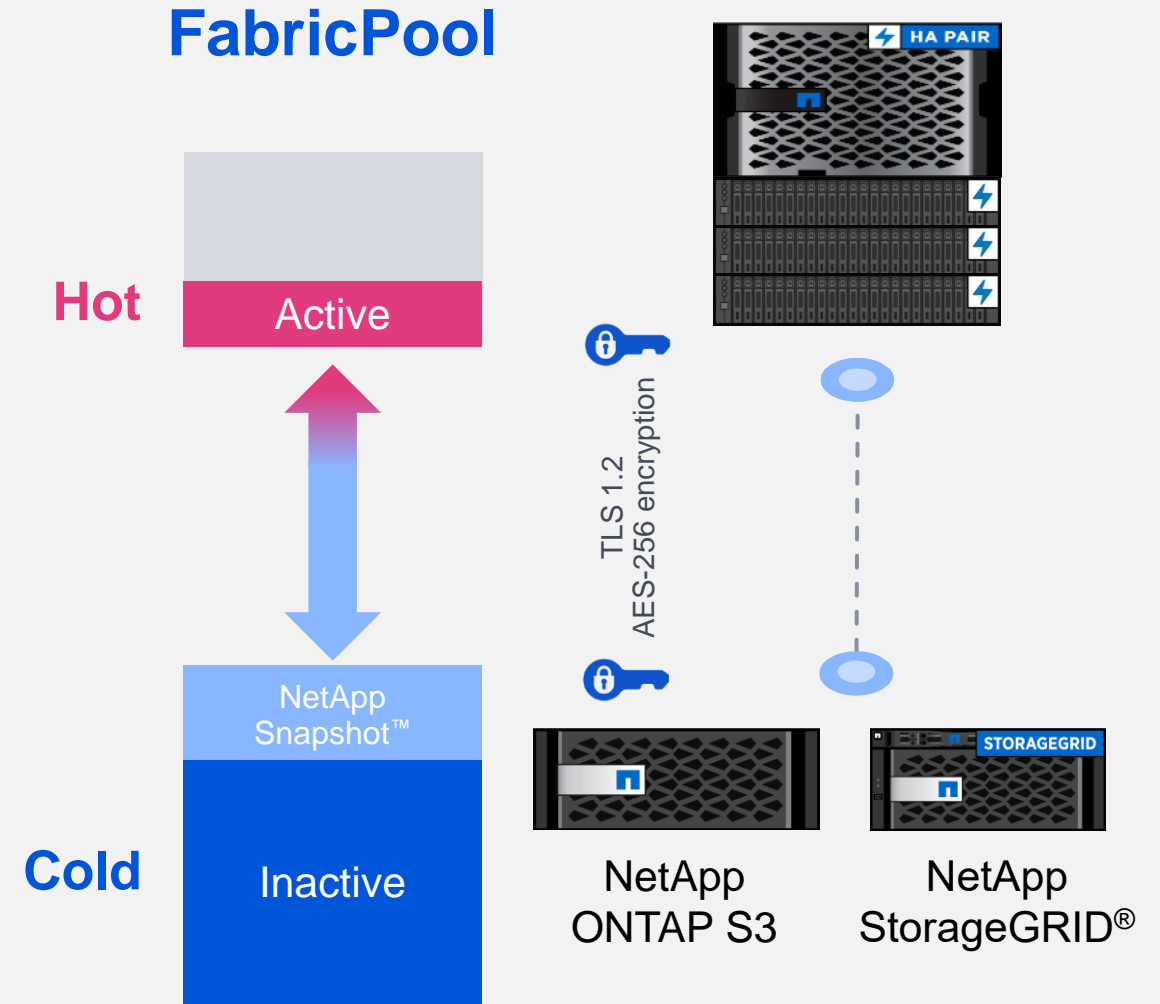 FabricPool
HA PAIR
Hot
Active
TLS 1.2
AES-256 encryption
NetApp
Snapshot™
STORAGEGRID
Cold
Inactive
NetApp
ONTAP S3
NetApp
StorageGRID®